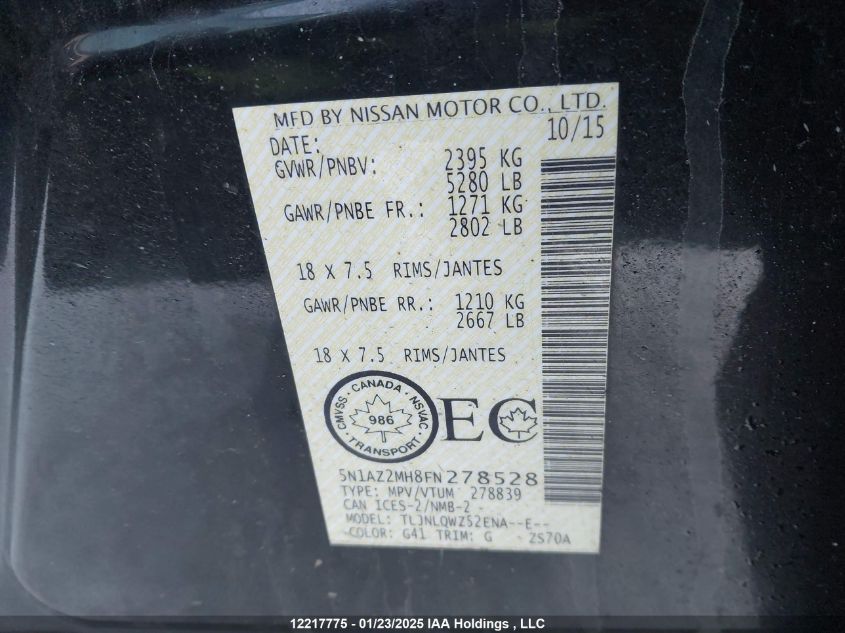 MFD BY NISSAN MOTOR CO., LTD.
DATE: 10/15
GVWR/PNBV: 2395 KG
5280 LB
GAWR/PNBE FR.: 1271 KG
2802 LB
18 X 7.5 RIMS/JANTES
GAWR/PNBE RR.: 1210 KG
2667 LB
18 X 7.5 RIMS/JANTES
CMVSS · CANADA · NSVAC
986
TRANSPORT
EC
5N1AZ2MH8FN278528
TYPE: MPV/VTUM 278839
CAN ICES-2/NMB-2
MODEL: TLJNLQWZ52ENA--E--
COLOR: G41 TRIM: G ZS70A
12217775 - 01/23/2025 IAA Holdings , LLC